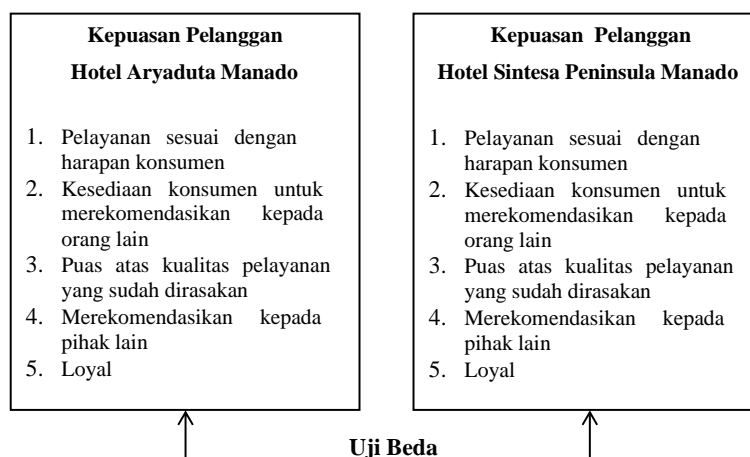 Kepuasan Pelanggan
Hotel Aryaduta Manado
1. Pelayanan sesuai dengan
harapan konsumen
2. Kesediaan konsumen untuk
merekomendasikan kepada
orang lain
3. Puas atas kualitas pelayanan
yang sudah dirasakan
4. Merekomendasikan kepada
pihak lain
5. Loyal
Kepuasan Pelanggan
Hotel Sintesa Peninsula Manado
1. Pelayanan sesuai dengan
harapan konsumen
2. Kesediaan konsumen untuk
merekomendasikan kepada
orang lain
3. Puas atas kualitas pelayanan
yang sudah dirasakan
4. Merekomendasikan kepada
pihak lain
5. Loyal
Uji Beda